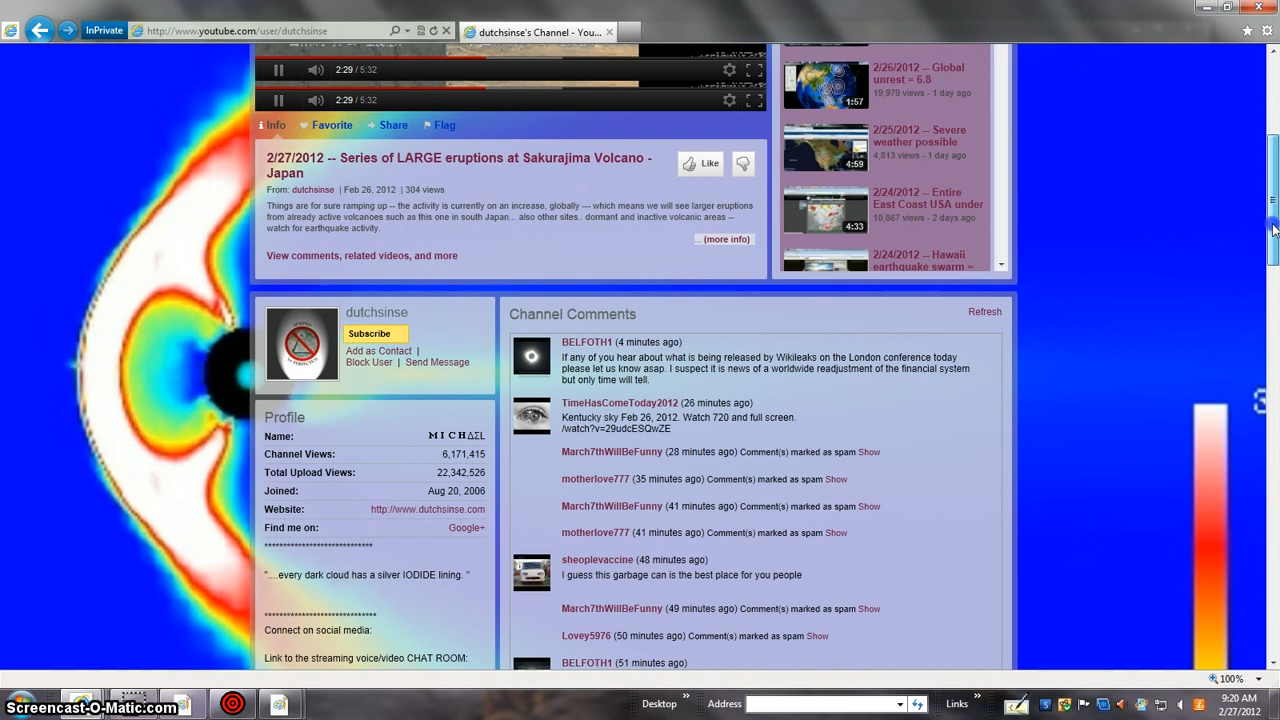 InPrivate
http://www.youtube.com/user/dutchsinse
dutchsinse's Channel - You...
2:29 / 5:32
2:29 / 5:32
Info
Favorite
Share
Flag
2/27/2012 -- Series of LARGE eruptions at Sakurajima Volcano -
Japan
Like
From: dutchsinse | Feb 26, 2012 | 304 views
Things are for sure ramping up -- the activity is currently on an increase, globally --- which means we will see larger eruptions
from already active volcanoes such as this one in south Japan... also other sites.. dormant and inactive volcanic areas --
watch for earthquake activity.
... (more info)
View comments, related videos, and more
2/26/2012 -- Global
unrest = 6.8
19,979 views - 1 day ago
1:57
2/25/2012 -- Severe
weather possible
4,813 views - 1 day ago
4:59
2/24/2012 -- Entire
East Coast USA under
10,867 views - 2 days ago
4:33
2/24/2012 -- Hawaii
earthquake swarm =
dutchsinse
Subscribe
Add as Contact |
Block User | Send Message
Profile
Name: ＭＩＣＨΔΣL
Channel Views: 6,171,415
Total Upload Views: 22,342,526
Joined: Aug 20, 2006
Website: http://www.dutchsinse.com
Find me on: Google+
*****************************
"....every dark cloud has a silver IODIDE lining. "
******************************
Connect on social media:
Link to the streaming voice/video CHAT ROOM:
Channel Comments
Refresh
BELFOTH1 (4 minutes ago)
If any of you hear about what is being released by Wikileaks on the London conference today
please let us know asap. I suspect it is news of a worldwide readjustment of the financial system
but only time will tell.
TimeHasComeToday2012 (26 minutes ago)
Kentucky sky Feb 26, 2012. Watch 720 and full screen.
/watch?v=29udcESQwZE
March7thWillBeFunny (28 minutes ago) Comment(s) marked as spam Show
motherlove777 (35 minutes ago) Comment(s) marked as spam Show
March7thWillBeFunny (41 minutes ago) Comment(s) marked as spam Show
motherlove777 (41 minutes ago) Comment(s) marked as spam Show
sheoplevaccine (48 minutes ago)
I guess this garbage can is the best place for you people
March7thWillBeFunny (49 minutes ago) Comment(s) marked as spam Show
Lovey5976 (50 minutes ago) Comment(s) marked as spam Show
BELFOTH1 (51 minutes ago)
100%
Screencast-O-Matic.com
Desktop
Address
Links
9:20 AM
2/27/2012